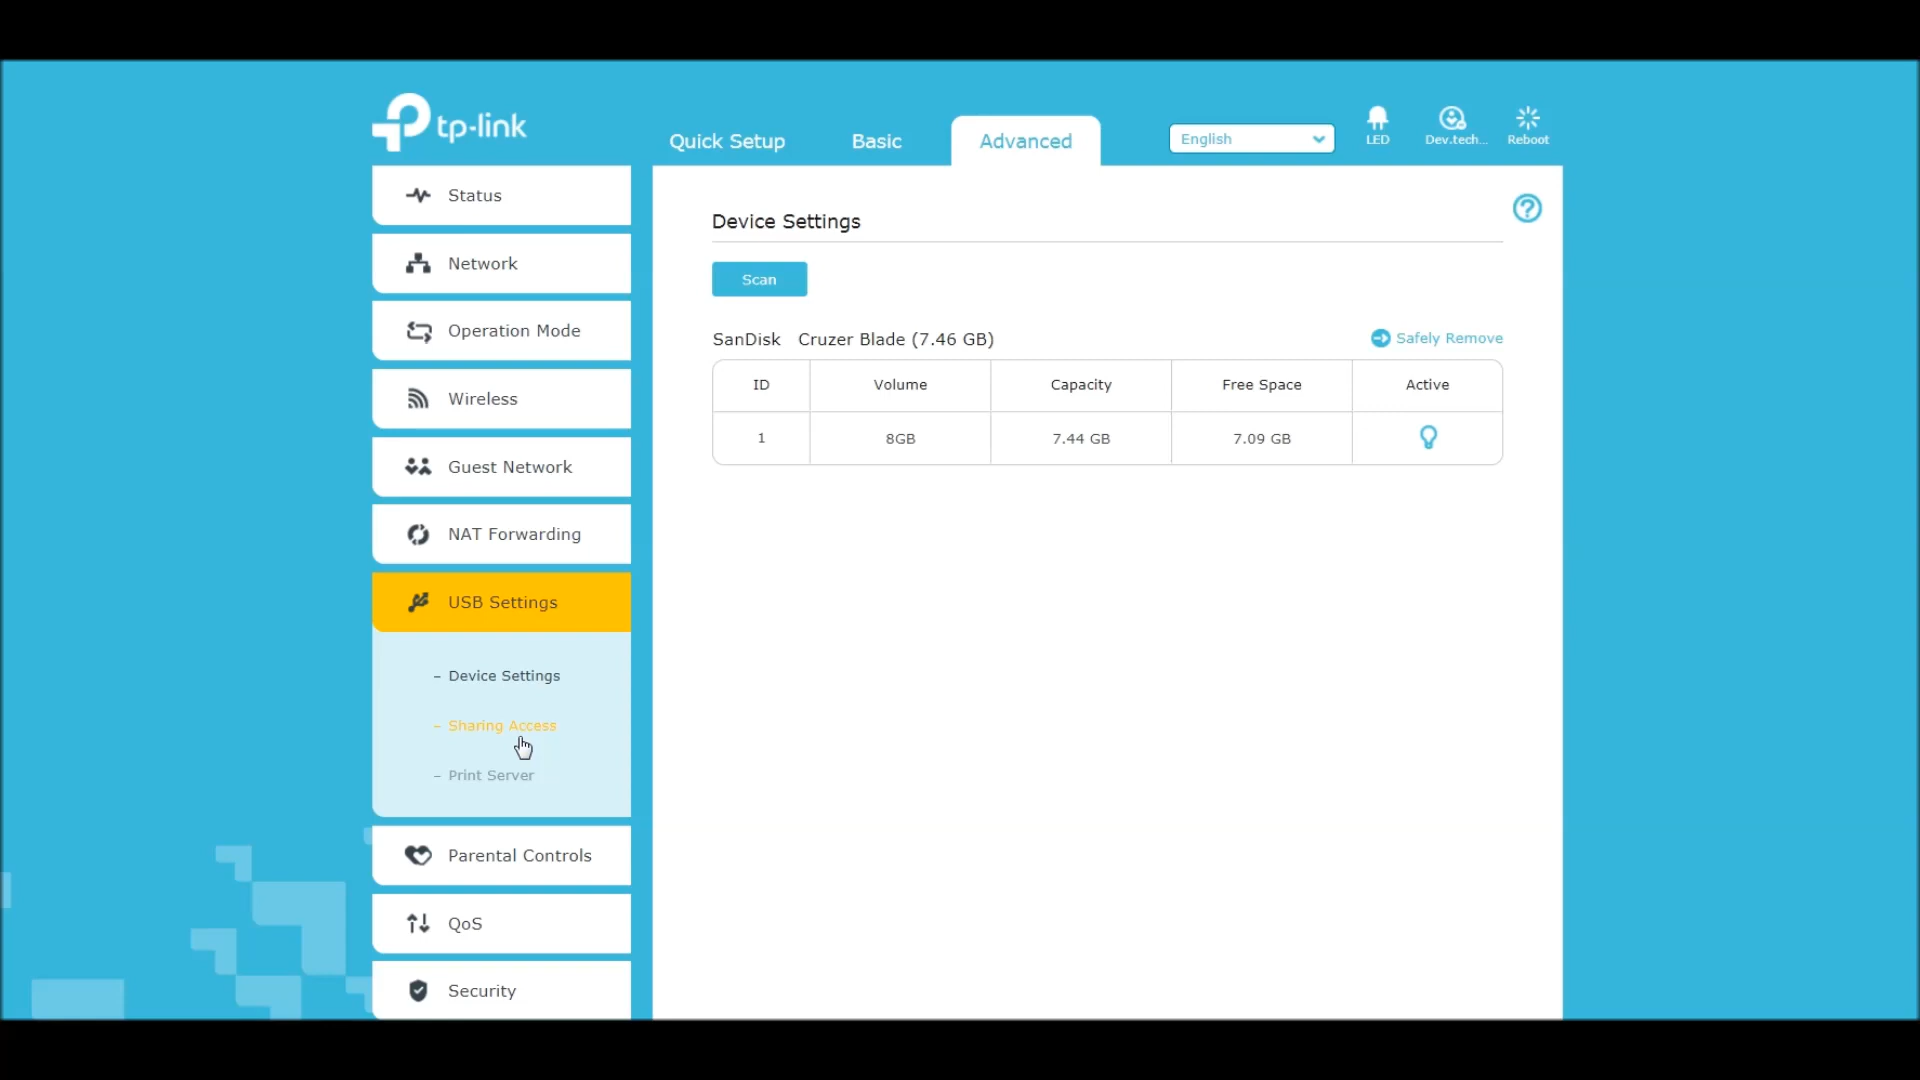 tp-link
Quick Setup
Basic
Advanced
English
LED
Dev.tech...
Reboot
Status
Network
Operation Mode
Wireless
Guest Network
NAT Forwarding
USB Settings
– Device Settings
– Sharing Access
– Print Server
Parental Controls
QoS
Security
Device Settings
?
Scan
SanDisk Cruzer Blade (7.46 GB)
Safely Remove
ID Volume Capacity Free Space Active
1 8GB 7.44 GB 7.09 GB